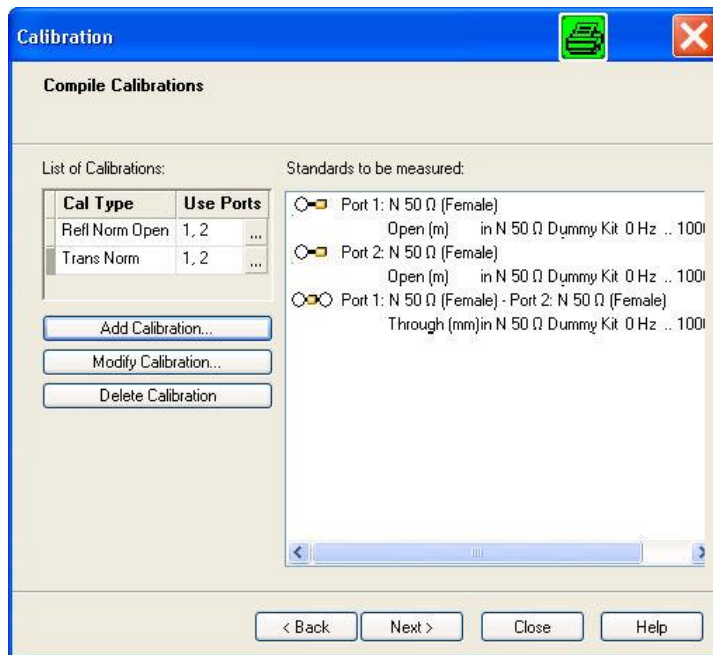 Calibration
Compile Calibrations
List of Calibrations:
Cal Type Use Ports
Refl Norm Open 1, 2 ...
Trans Norm 1, 2 ...
Add Calibration...
Modify Calibration...
Delete Calibration
Standards to be measured:
Port 1: N 50 Ω (Female)
Open (m) in N 50 Ω Dummy Kit 0 Hz .. 100
Port 2: N 50 Ω (Female)
Open (m) in N 50 Ω Dummy Kit 0 Hz .. 100
Port 1: N 50 Ω (Female) - Port 2: N 50 Ω (Female)
Through (mm)in N 50 Ω Dummy Kit 0 Hz .. 100
< Back Next > Close Help